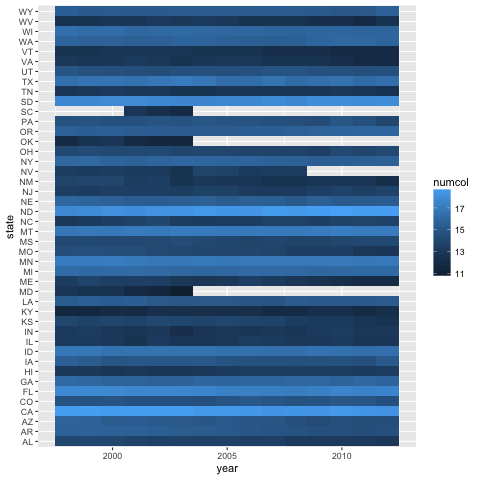 WY
WV
WI
WA
VT
VA
UT
TX
TN
SD
SC
PA
OR
OK
OH
NY
NV
NM
NJ
NE
ND
NC
MT
MS
MO
MN
MI
ME
MD
LA
KY
KS
IN
IL
ID
IA
HI
GA
FL
CO
CA
AZ
AR
AL
state
2000 2005 2010
year
numcol
17
15
13
11